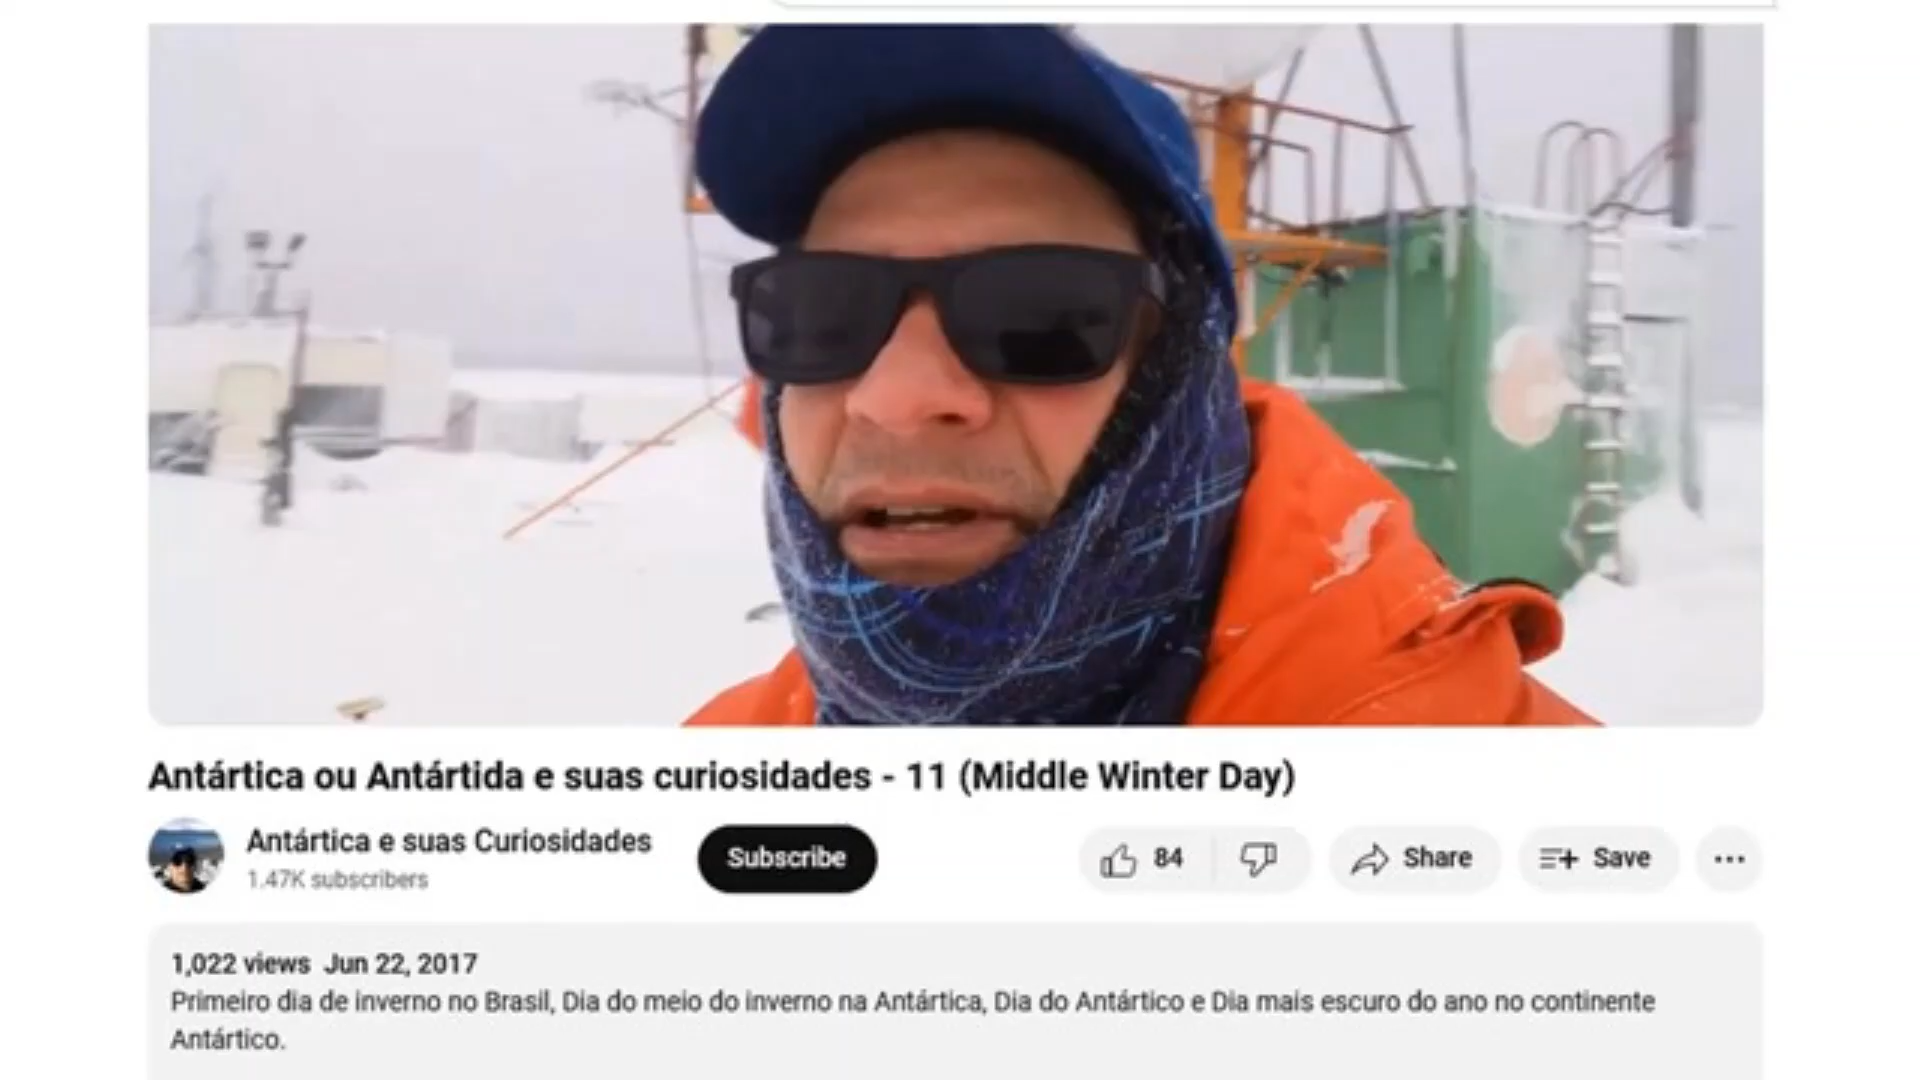 Antártica ou Antártida e suas curiosidades - 11 (Middle Winter Day)
Antártica e suas Curiosidades
1.47K subscribers
Subscribe
84
Share
Save
1,022 views Jun 22, 2017
Primeiro dia de inverno no Brasil, Dia do meio do inverno na Antártica, Dia do Antártico e Dia mais escuro do ano no continente
Antártico.